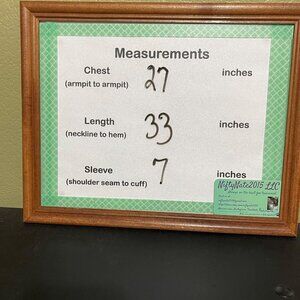 Measurements
Chest 27 inches
(armpit to armpit)
Length 33 inches
(neckline to hem)
Sleeve 7 inches
(shoulder seam to cuff)
NiftyNate2015 LLC